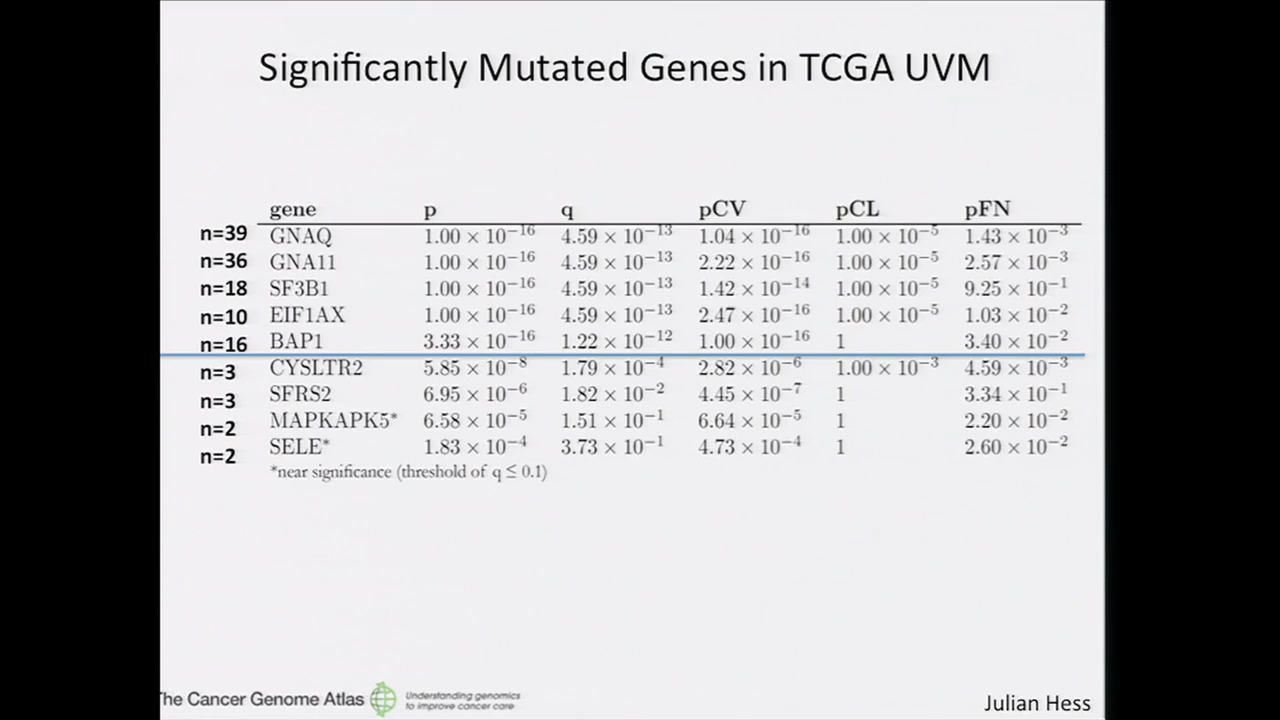 Significantly Mutated Genes in TCGA UVM
gene p q pCV pCL pFN
n=39 GNAQ 1.00 × 10⁻¹⁶ 4.59 × 10⁻¹³ 1.04 × 10⁻¹⁶ 1.00 × 10⁻⁵ 1.43 × 10⁻³
n=36 GNA11 1.00 × 10⁻¹⁶ 4.59 × 10⁻¹³ 2.22 × 10⁻¹⁶ 1.00 × 10⁻⁵ 2.57 × 10⁻³
n=18 SF3B1 1.00 × 10⁻¹⁶ 4.59 × 10⁻¹³ 1.42 × 10⁻¹⁴ 1.00 × 10⁻⁵ 9.25 × 10⁻¹
n=10 EIF1AX 1.00 × 10⁻¹⁶ 4.59 × 10⁻¹³ 2.47 × 10⁻¹⁶ 1.00 × 10⁻⁵ 1.03 × 10⁻²
n=16 BAP1 3.33 × 10⁻¹⁶ 1.22 × 10⁻¹² 1.00 × 10⁻¹⁶ 1 3.40 × 10⁻²
n=3 CYSLTR2 5.85 × 10⁻⁸ 1.79 × 10⁻⁴ 2.82 × 10⁻⁶ 1.00 × 10⁻³ 4.59 × 10⁻³
n=3 SFRS2 6.95 × 10⁻⁶ 1.82 × 10⁻² 4.45 × 10⁻⁷ 1 3.34 × 10⁻¹
n=2 MAPKAPK5* 6.58 × 10⁻⁵ 1.51 × 10⁻¹ 6.64 × 10⁻⁵ 1 2.20 × 10⁻²
n=2 SELE* 1.83 × 10⁻⁴ 3.73 × 10⁻¹ 4.73 × 10⁻⁴ 1 2.60 × 10⁻²
*near significance (threshold of q ≤ 0.1)
The Cancer Genome Atlas
Understanding genomics
to improve cancer care
Julian Hess